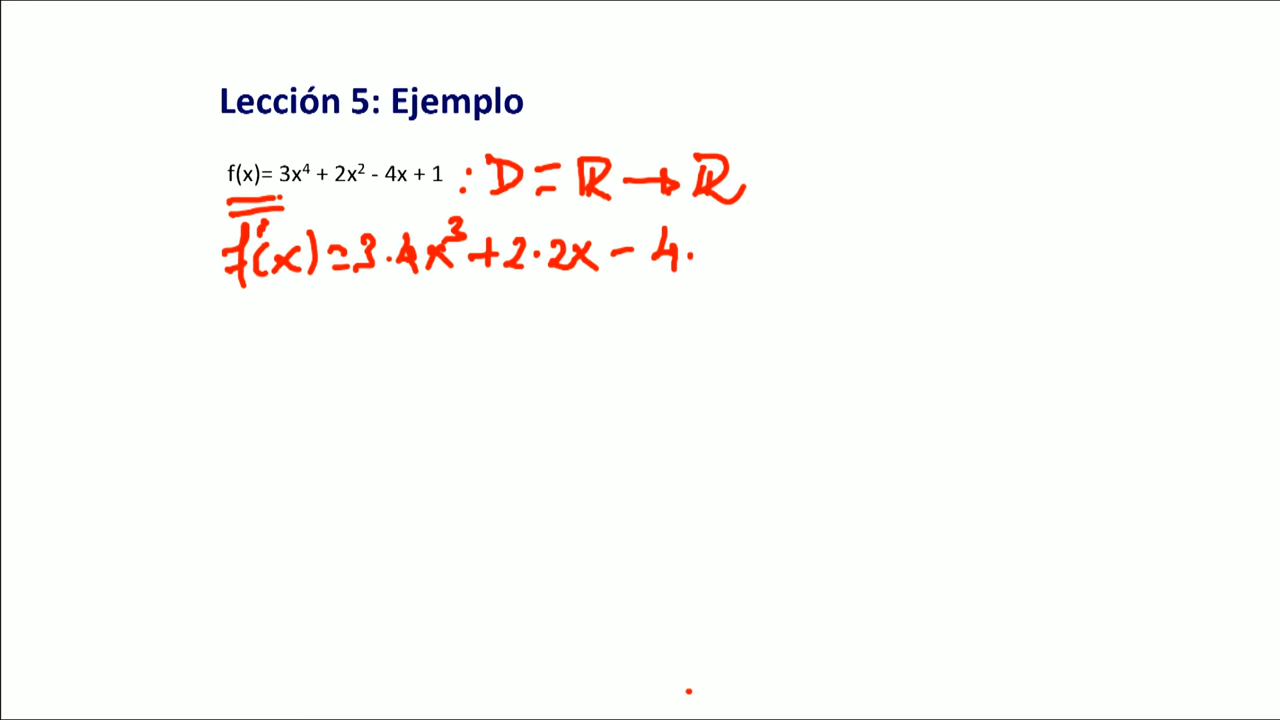 Lección 5: Ejemplo
f(x)= 3x⁴ + 2x² - 4x + 1 : D = ℝ → ℝ
f'(x) = 3·4x³ + 2·2x - 4·